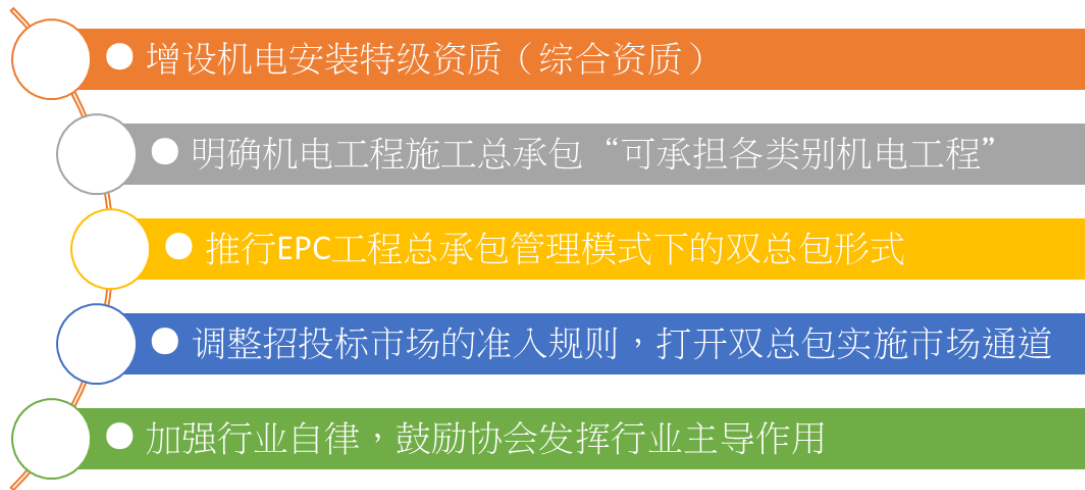 ● 增设机电安装特级资质（综合资质）
● 明确机电工程施工总承包“可承担各类别机电工程”
● 推行EPC工程总承包管理模式下的双总包形式
● 调整招投标市场的准入规则，打开双总包实施市场通道
● 加强行业自律，鼓励协会发挥行业主导作用